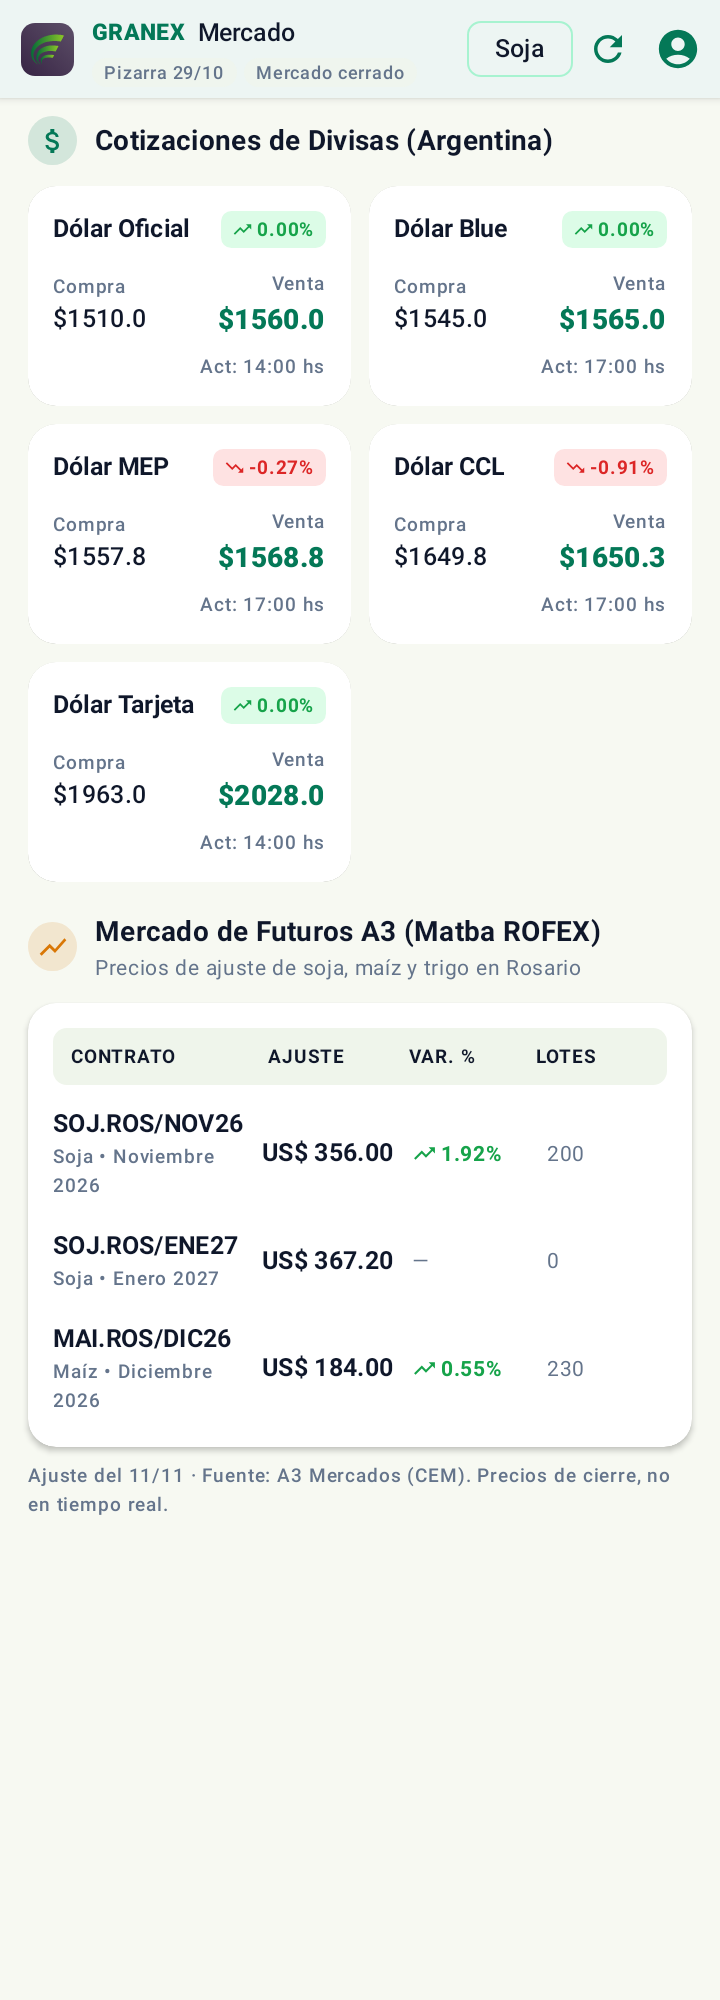 GRANEX Mercado
Pizarra 29/10 Mercado cerrado
Soja
Cotizaciones de Divisas (Argentina)
Dólar Oficial 0.00%
Compra Venta
$1510.0 $1560.0
Act: 14:00 hs
Dólar Blue 0.00%
Compra Venta
$1545.0 $1565.0
Act: 17:00 hs
Dólar MEP -0.27%
Compra Venta
$1557.8 $1568.8
Act: 17:00 hs
Dólar CCL -0.91%
Compra Venta
$1649.8 $1650.3
Act: 17:00 hs
Dólar Tarjeta 0.00%
Compra Venta
$1963.0 $2028.0
Act: 14:00 hs
Mercado de Futuros A3 (Matba ROFEX)
Precios de ajuste de soja, maíz y trigo en Rosario
CONTRATO AJUSTE VAR. % LOTES
SOJ.ROS/NOV26
Soja • Noviembre
2026
US$ 356.00 1.92% 200
SOJ.ROS/ENE27
Soja • Enero 2027
US$ 367.20 — 0
MAI.ROS/DIC26
Maíz • Diciembre
2026
US$ 184.00 0.55% 230
Ajuste del 11/11 · Fuente: A3 Mercados (CEM). Precios de cierre, no
en tiempo real.